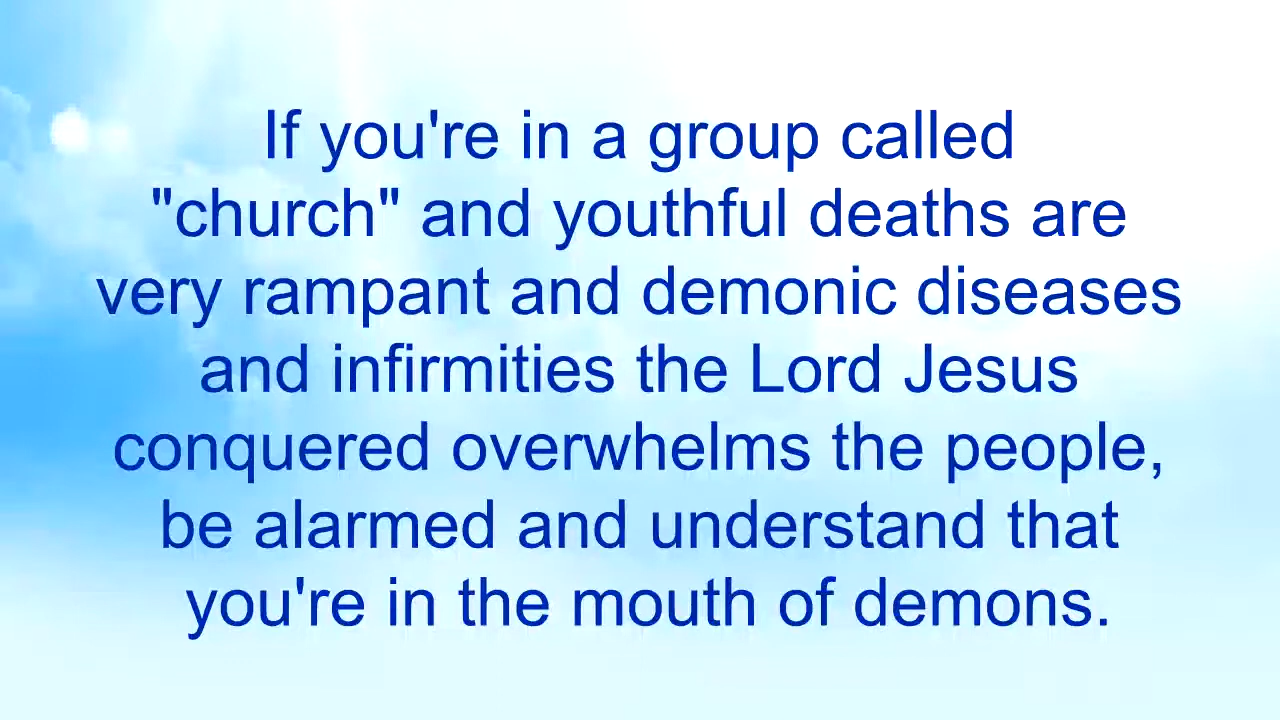 If you're in a group called
"church" and youthful deaths are
very rampant and demonic diseases
and infirmities the Lord Jesus
conquered overwhelms the people,
be alarmed and understand that
you're in the mouth of demons.